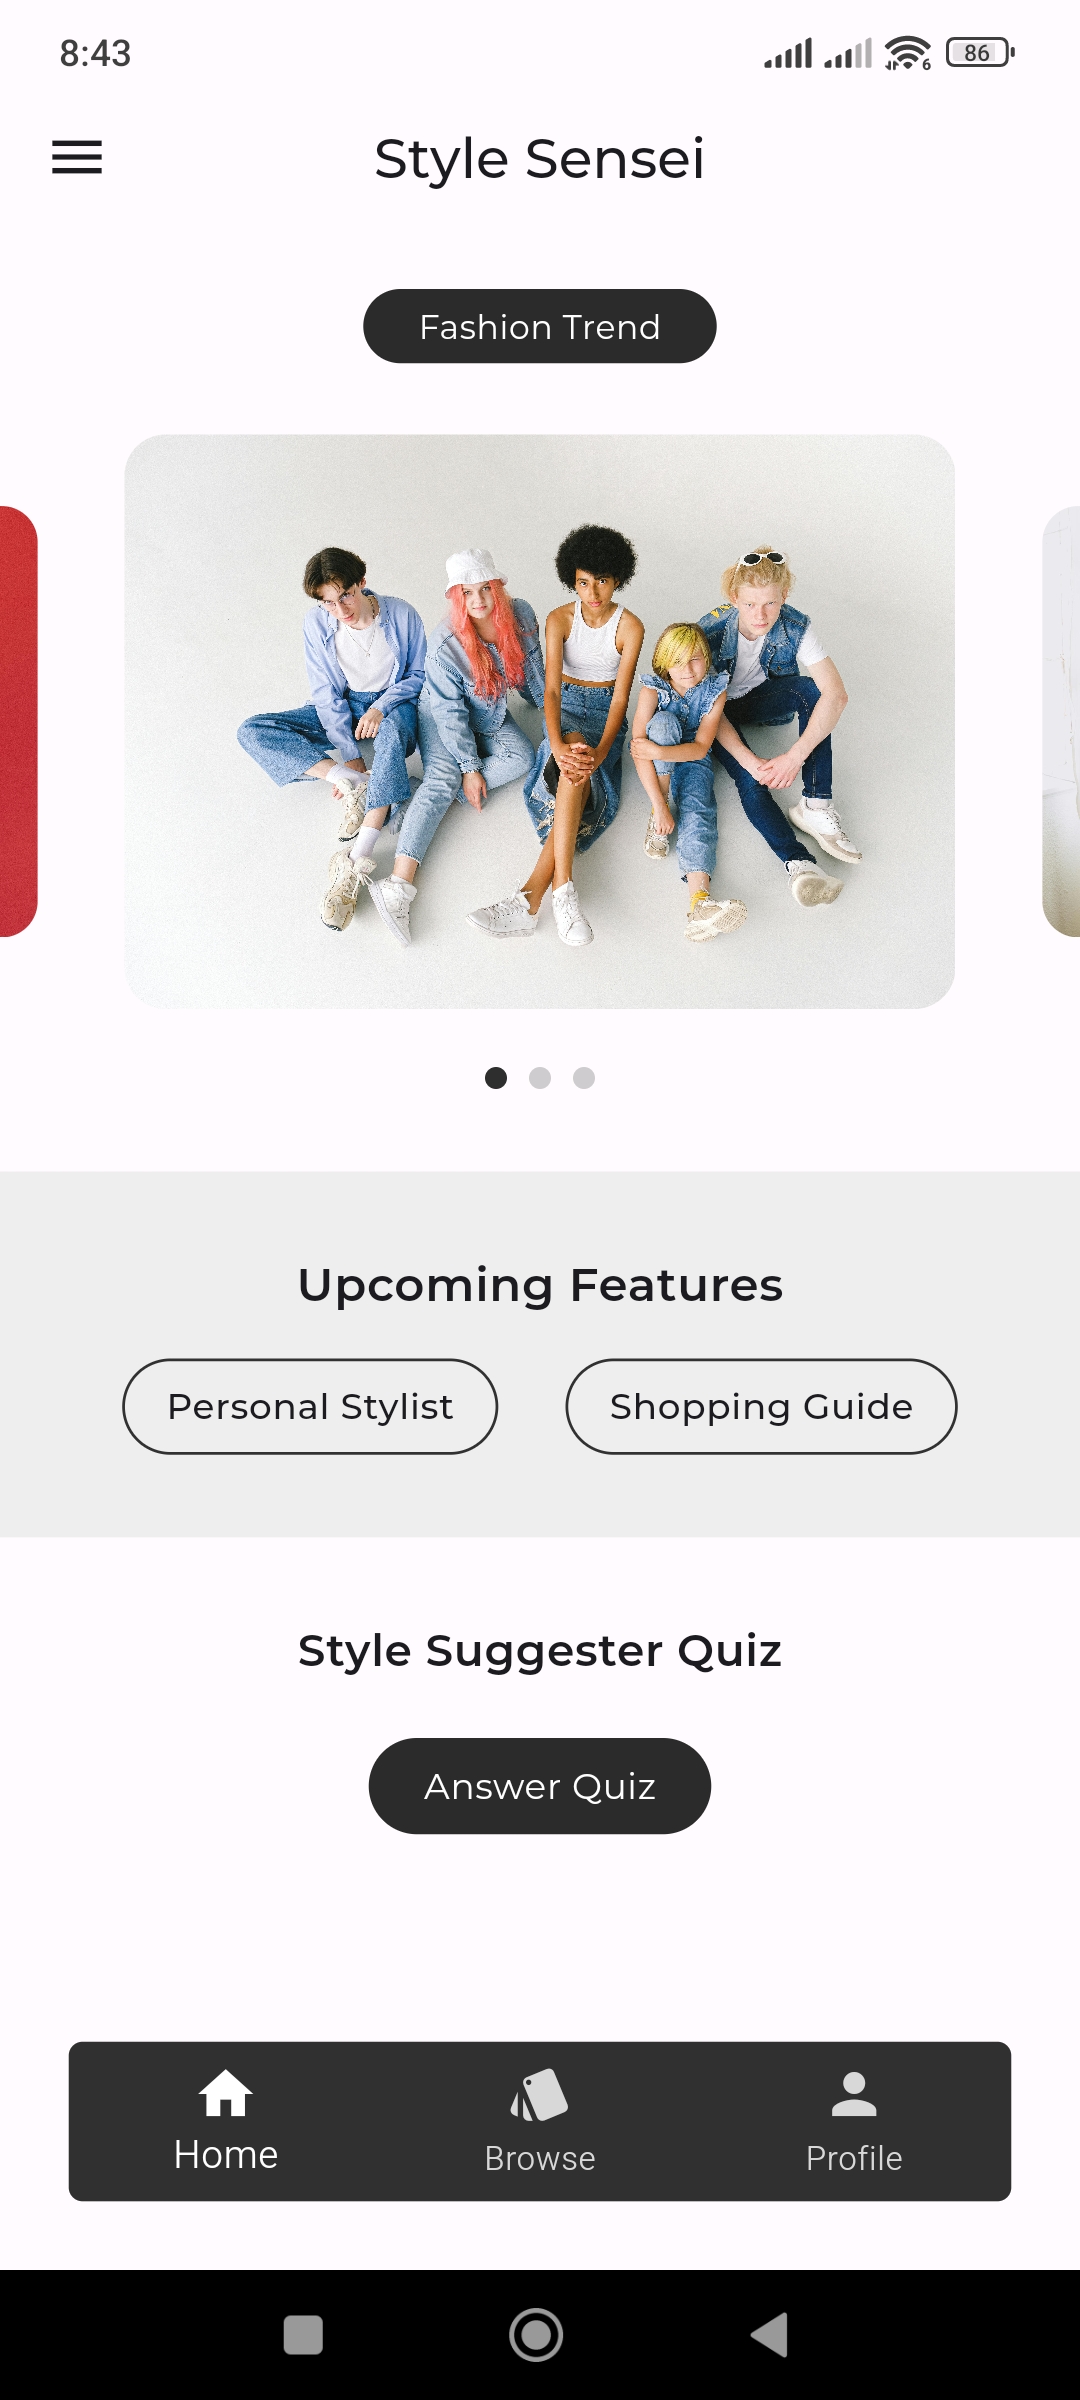 8:43
6
86
Style Sensei
Fashion Trend
Upcoming Features
Personal Stylist
Shopping Guide
Style Suggester Quiz
Answer Quiz
Home
Browse
Profile